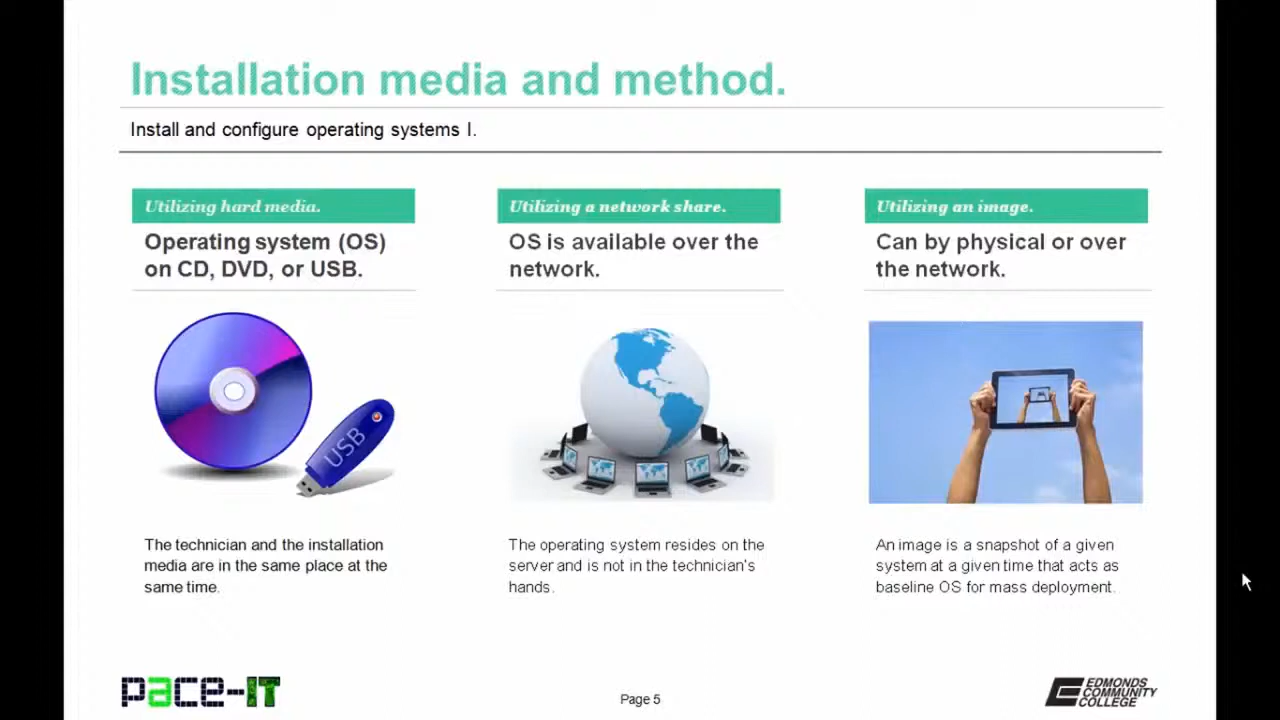 Installation media and method.
Install and configure operating systems I.
Utilizing hard media.
Operating system (OS)
on CD, DVD, or USB.
USB
The technician and the installation
media are in the same place at the
same time.
Utilizing a network share.
OS is available over the
network.
The operating system resides on the
server and is not in the technician's
hands.
Utilizing an image.
Can by physical or over
the network.
An image is a snapshot of a given
system at a given time that acts as
baseline OS for mass deployment.
pace-IT
Page 5
EDMONDS
COMMUNITY
COLLEGE